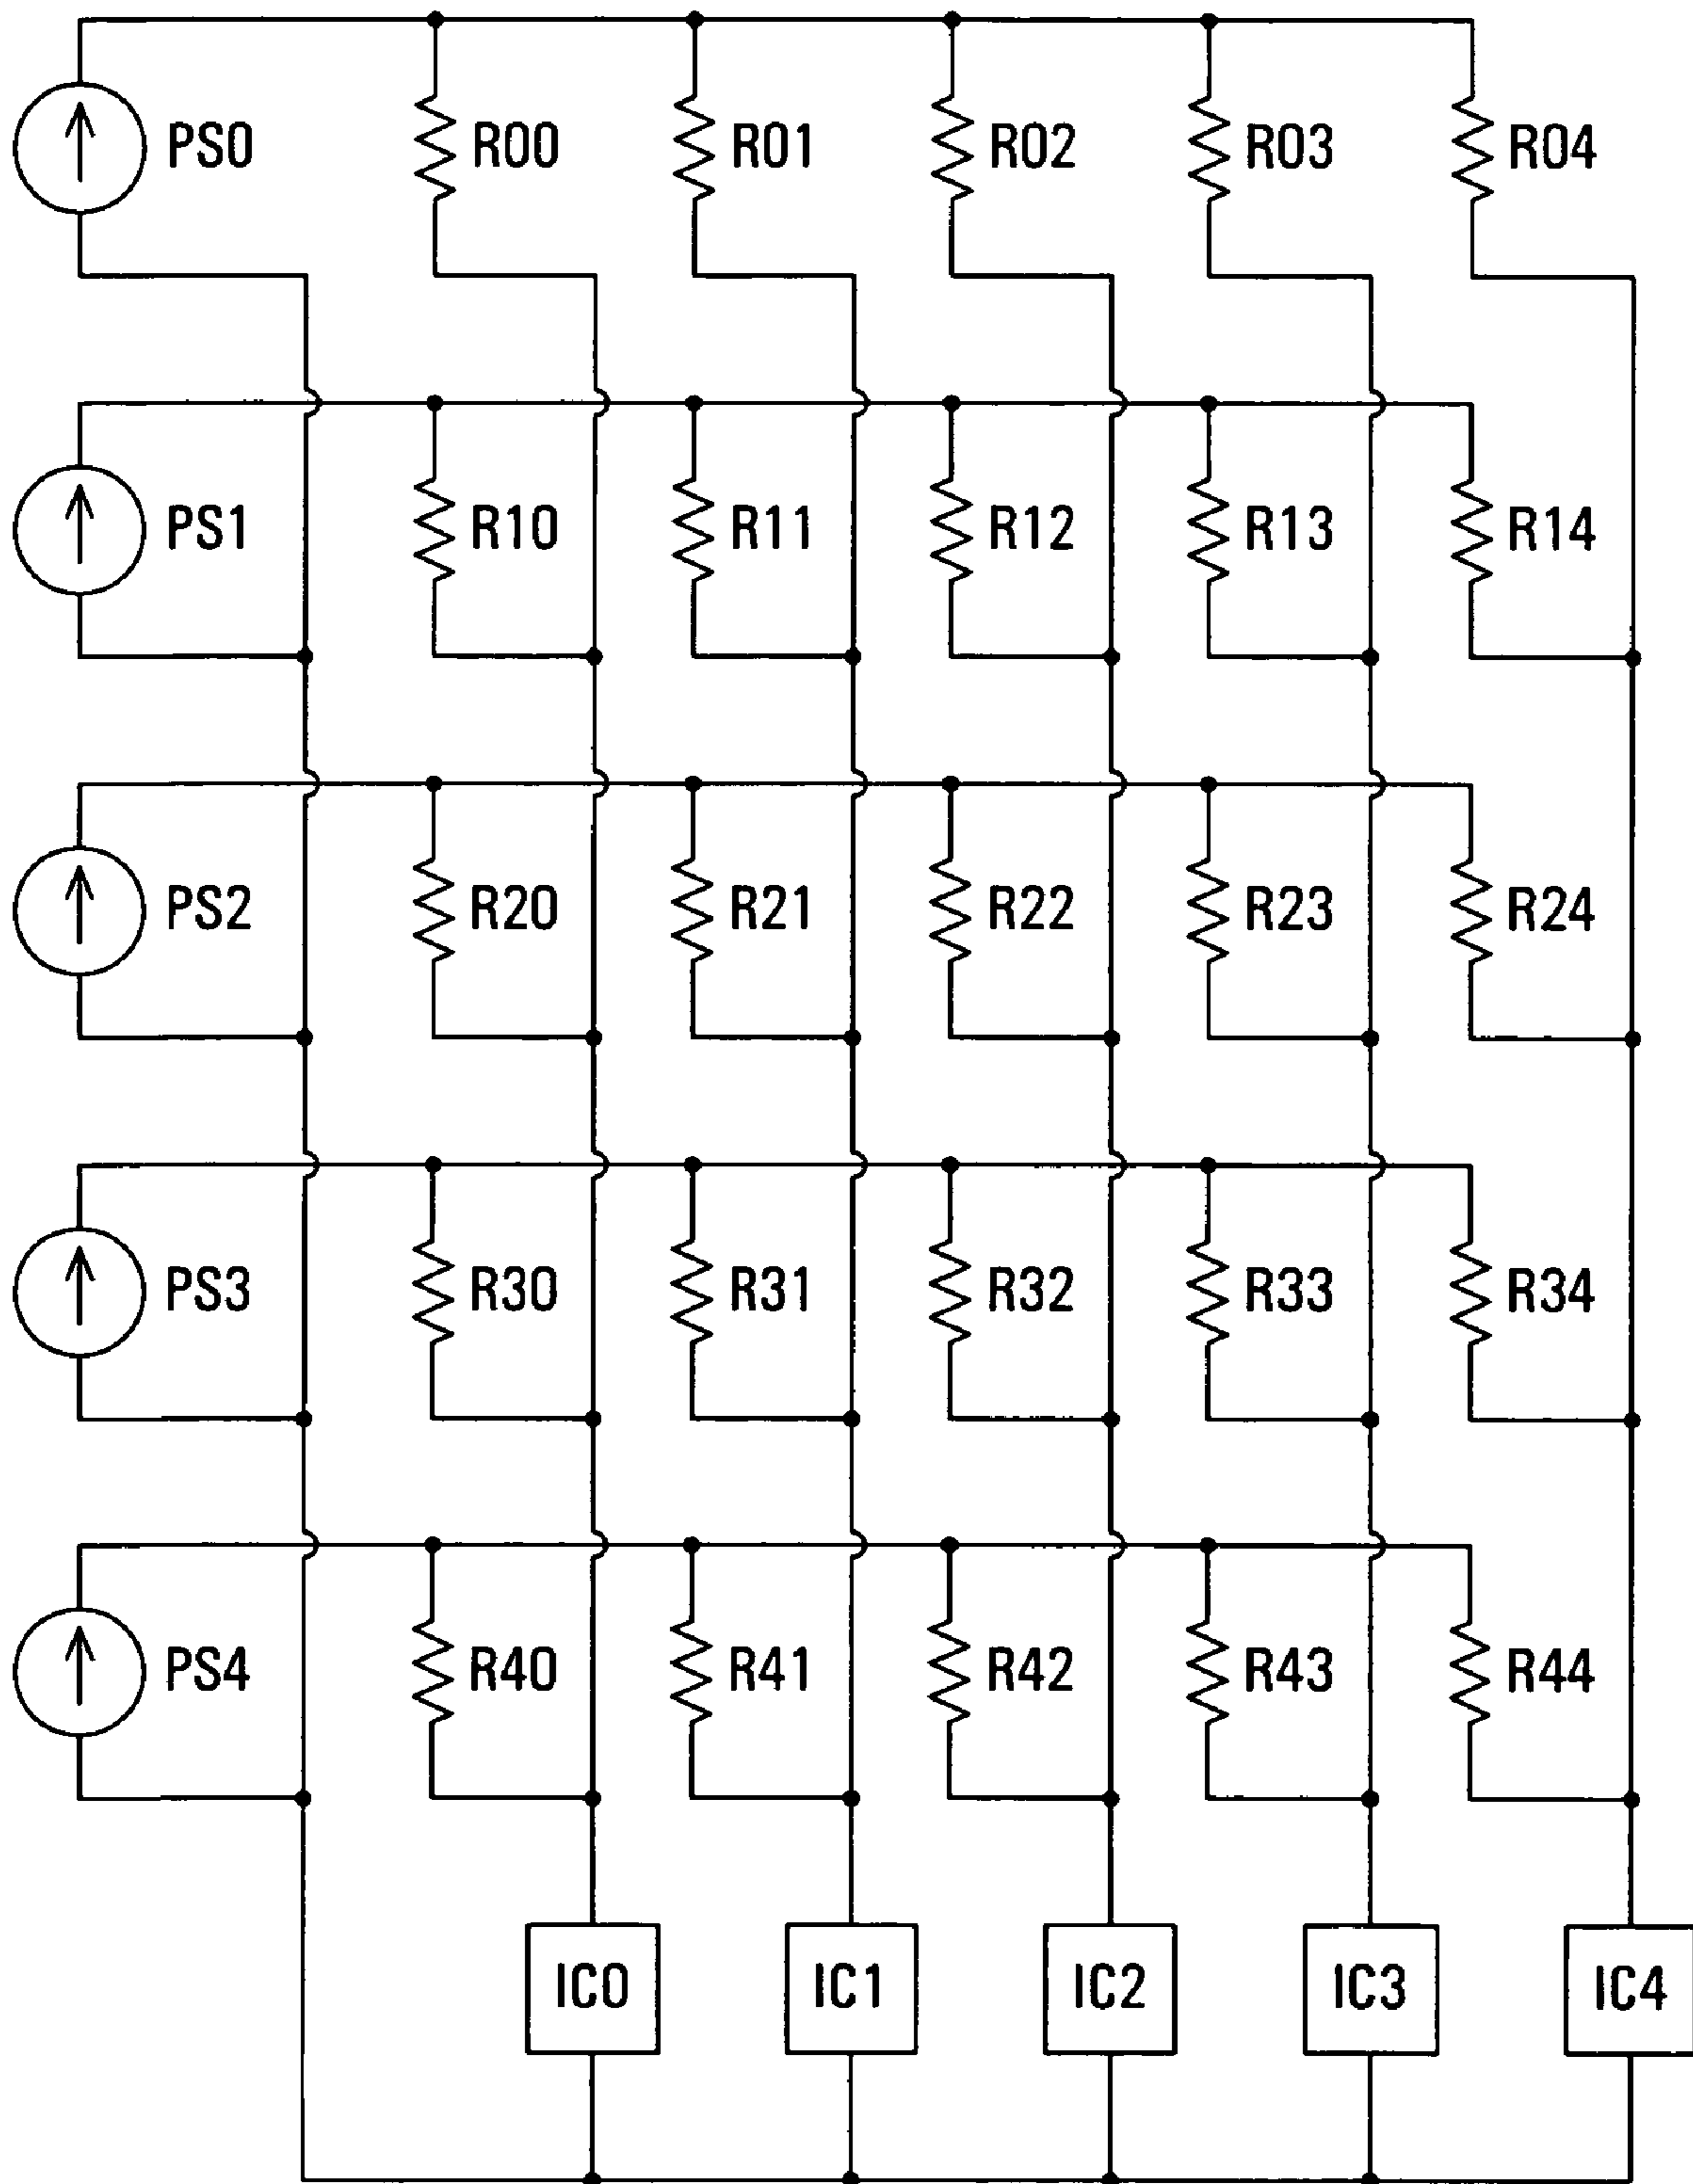 PS0 R00 R01 R02 R03 R04
PS1 R10 R11 R12 R13 R14
PS2 R20 R21 R22 R23 R24
PS3 R30 R31 R32 R33 R34
PS4 R40 R41 R42 R43 R44
IC0 IC1 IC2 IC3 IC4